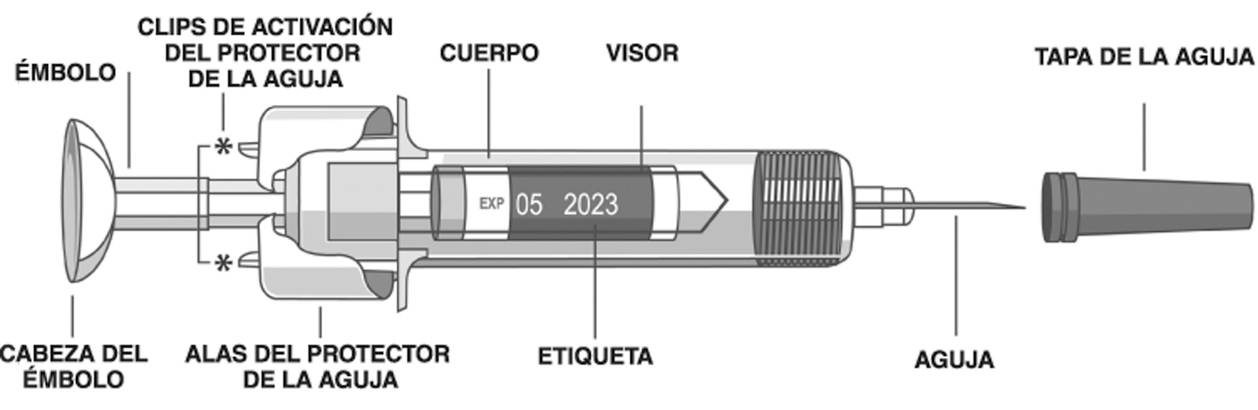 CLIPS DE ACTIVACIÓN
DEL PROTECTOR
DE LA AGUJA
ÉMBOLO
CUERPO
VISOR
TAPA DE LA AGUJA
*
EXP 05 2023
*
CABEZA DEL
ÉMBOLO
ALAS DEL PROTECTOR
DE LA AGUJA
ETIQUETA
AGUJA